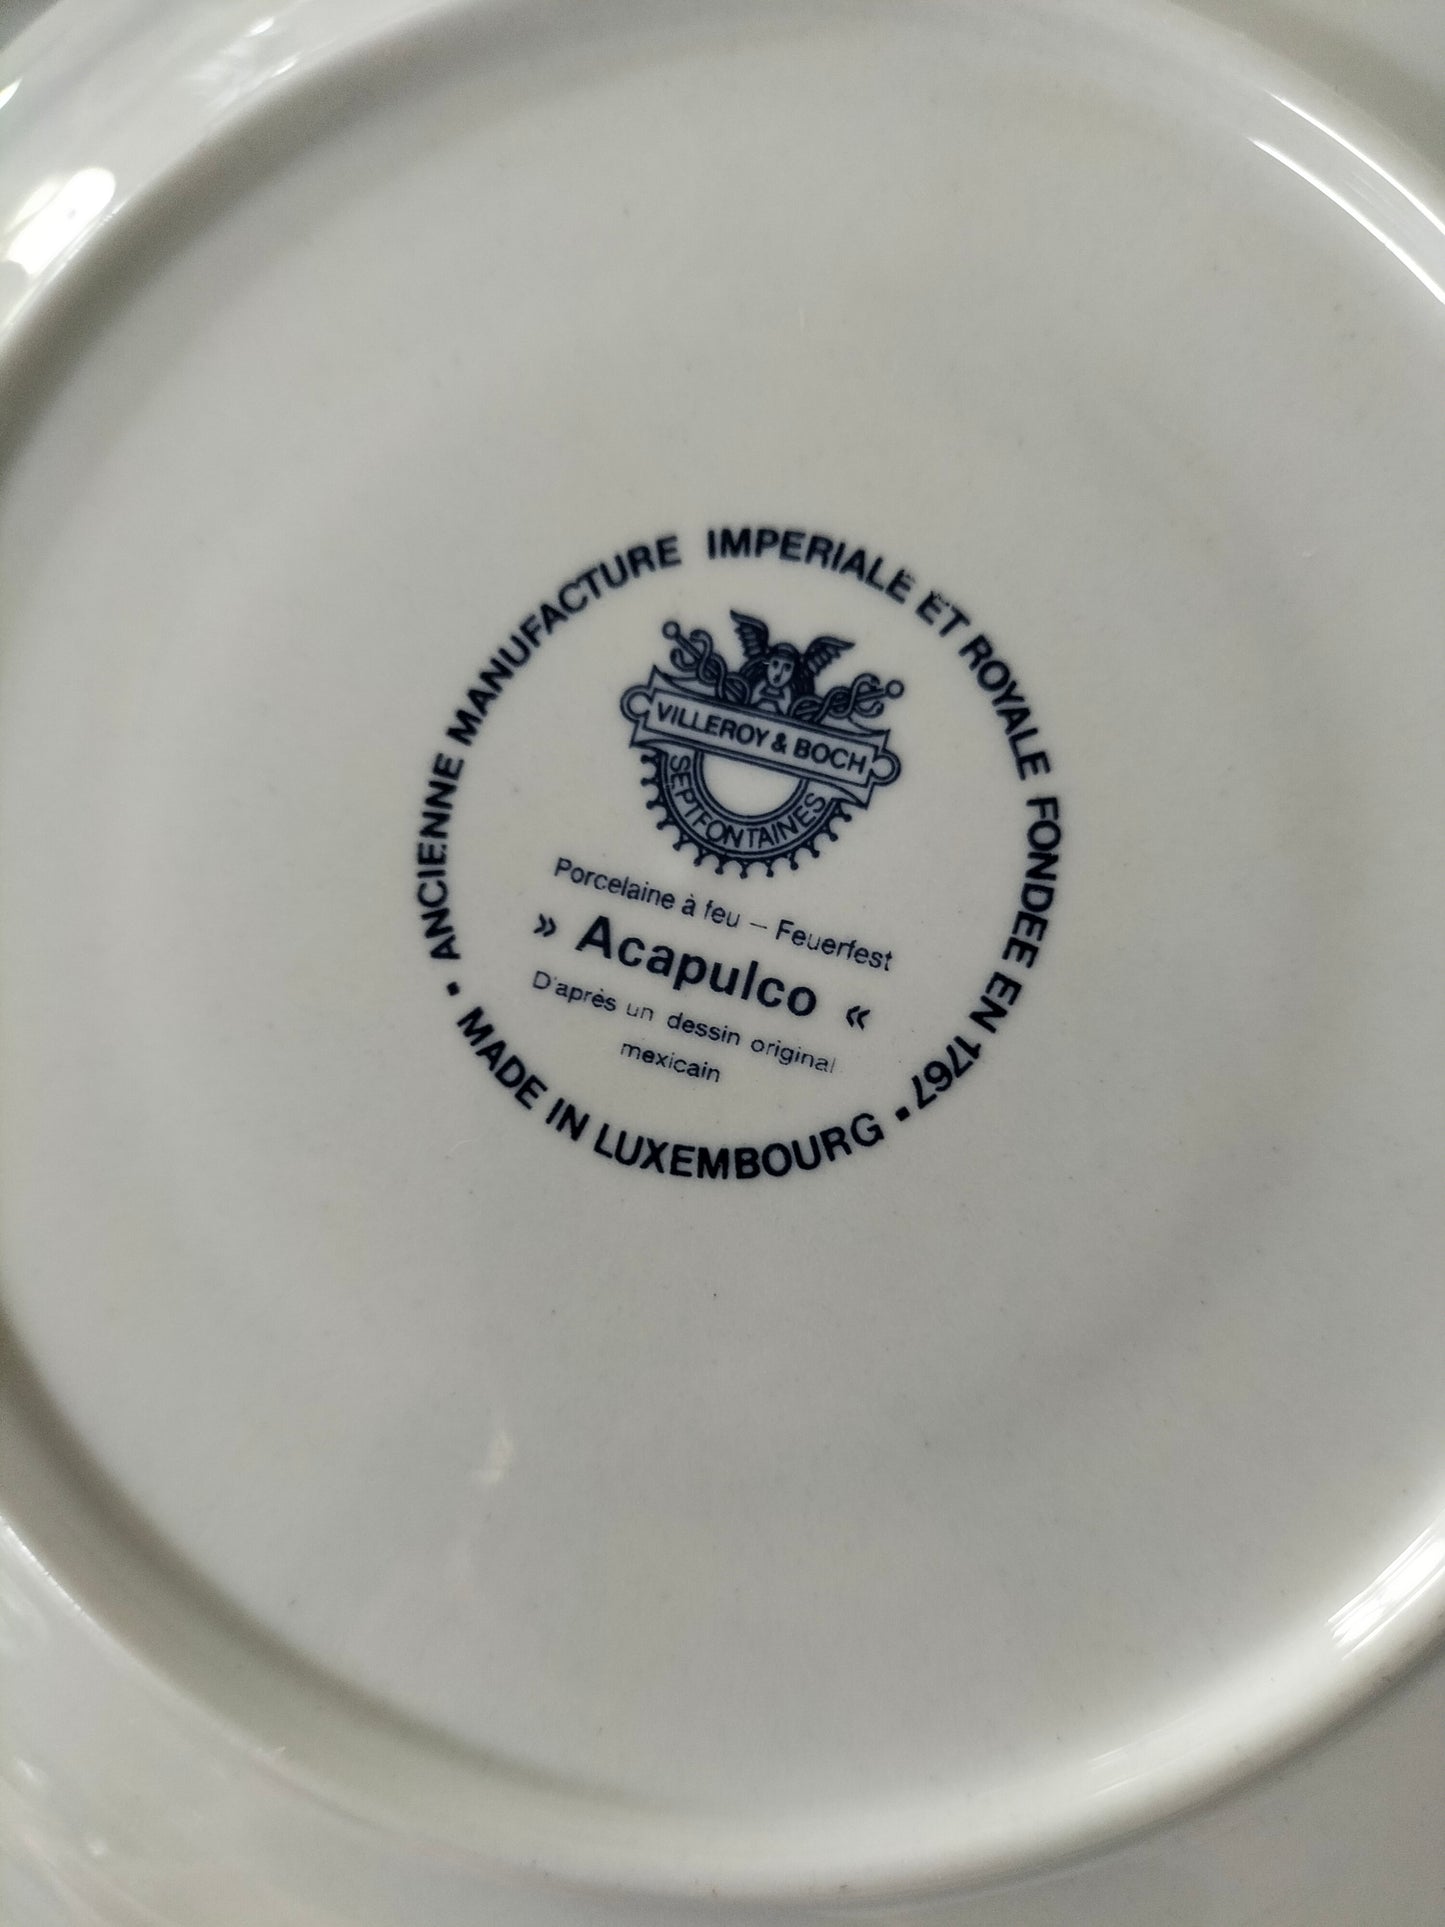 ANCIENNE MANUFACTURE IMPERIALE ET ROYALE FONDEE EN 1767 •
VILLEROY & BOCH
SEPTFONTAINES
Porcelaine à feu – Feuerfest
» Acapulco «
D'après un dessin original
mexicain
MADE IN LUXEMBOURG •